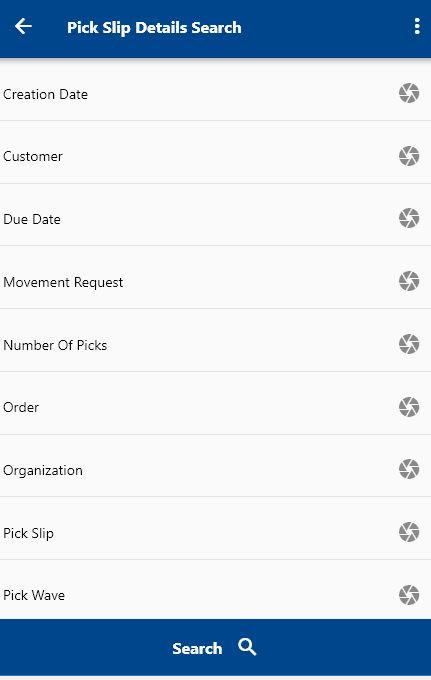 Pick Slip Details Search
Creation Date
Customer
Due Date
Movement Request
Number Of Picks
Order
Organization
Pick Slip
Pick Wave
Search